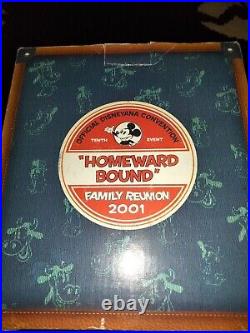 OFFICIAL DISNEYANA CONVENTION
TENTH EVENT
"HOMEWARD
BOUND"
FAMILY REUNION
2001